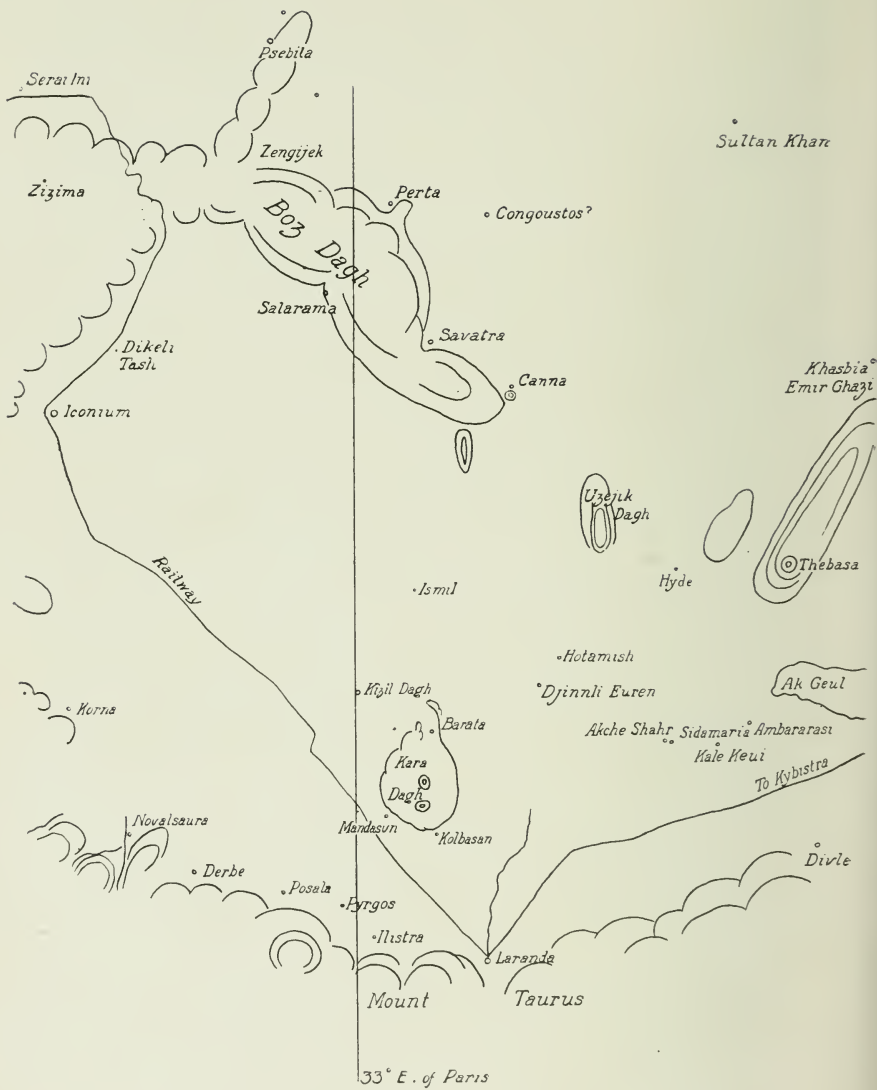 Psebila
Serai Ini
Sultan Khan
Zengijek
Zizima
Perta
Congoustos?
Boz Dagh
Salarama
Savatra
Dikeli
Tash
Khasbia
Emir Ghazi
Canna
Iconium
Uzejik
Dagh
Thebasa
Hyde
Railway
Ismil
Hotamish
Ak Geul
Kizil Dagh
Djinnli Euren
Korna
Barata
Akche Shahr
Sidamaria
Ambararasi
Kale Keui
Kara
Dagh
To Kybistra
Mandasun
Novalsaura
Kolbasan
Divle
Derbe
Posala
Pyrgos
Ilistra
Laranda
Mount Taurus
33° E. of Paris